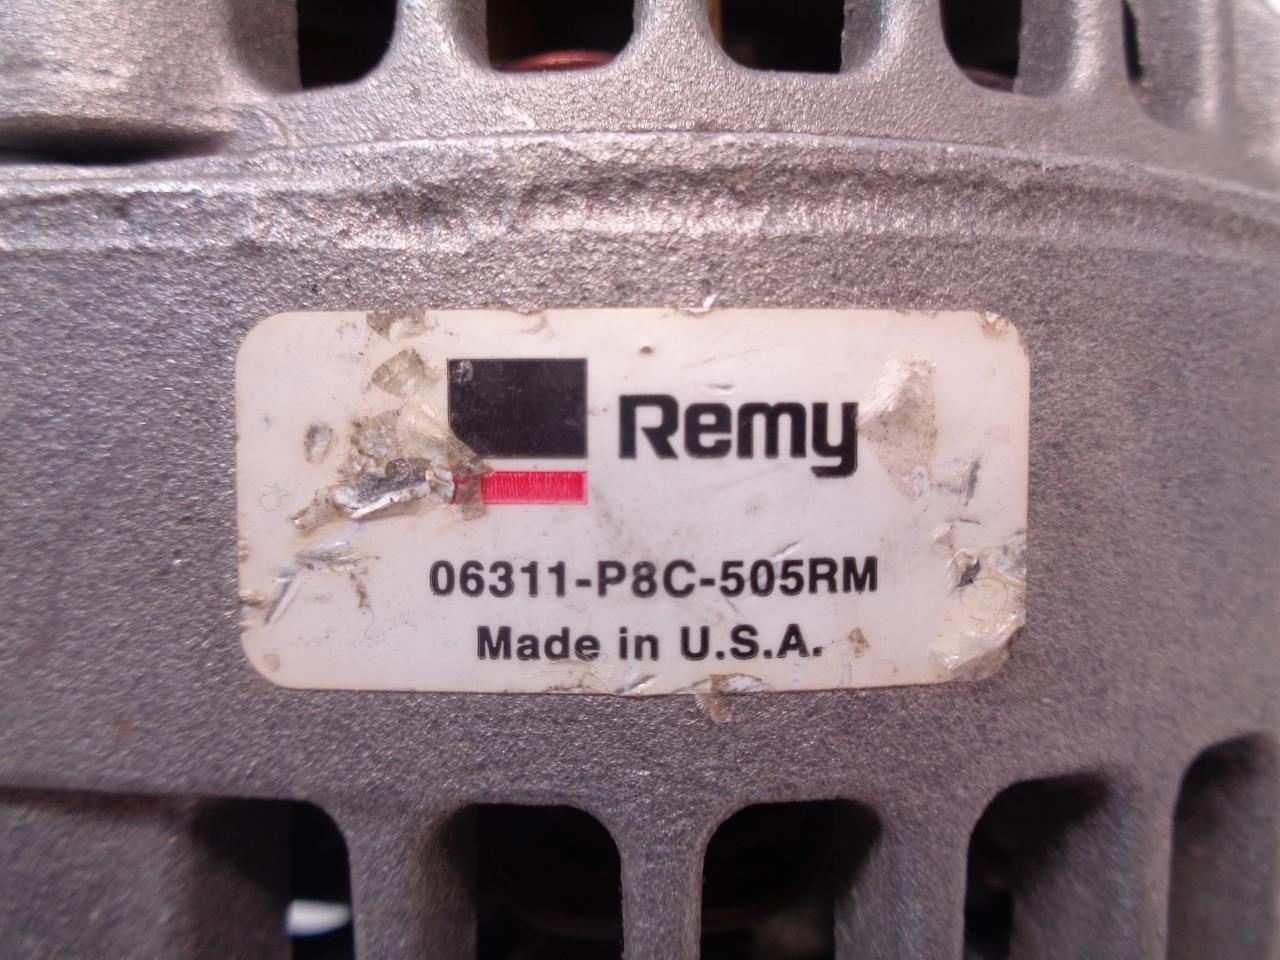 Remy
06311-P8C-505RM
Made in U.S.A.